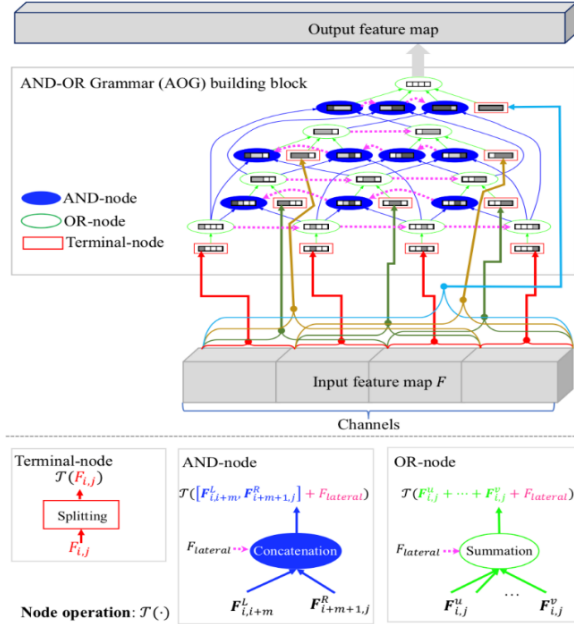 Output feature map
AND-OR Grammar (AOG) building block
AND-node
OR-node
Terminal-node
Input feature map F
Channels
Terminal-node
𝒯(F_{i,j})
Splitting
F_{i,j}
AND-node
𝒯([F^L_{i,i+m}, F^R_{i+m+1,j}] + F_{lateral})
F_{lateral}
Concatenation
F^L_{i,i+m} F^R_{i+m+1,j}
OR-node
𝒯(F^u_{i,j} + ⋯ + F^v_{i,j} + F_{lateral})
F_{lateral}
Summation
F^u_{i,j} … F^v_{i,j}
Node operation: 𝒯(·)